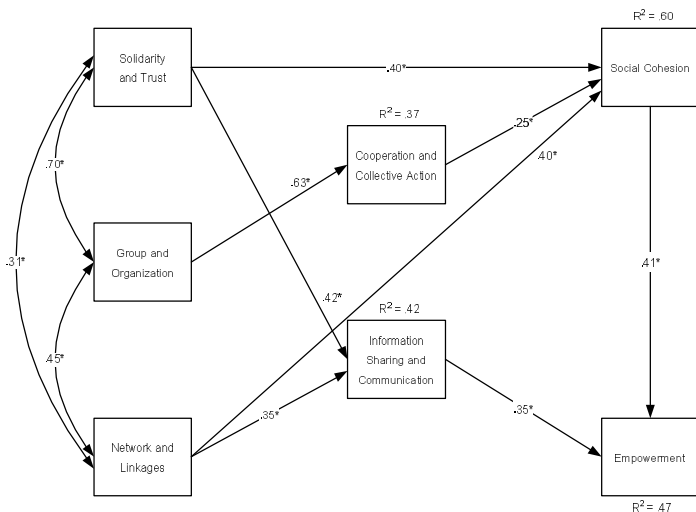 R² = .60
Solidarity
and Trust
.40*
Social Cohesion
R² = .37
.25*
Cooperation and
Collective Action
.40*
.70*
.63*
Group and
Organization
.31*
.41*
.42*
R² = .42
Information
Sharing and
Communication
.45*
.35*
.35*
Network and
Linkages
Empowerment
R² = .47